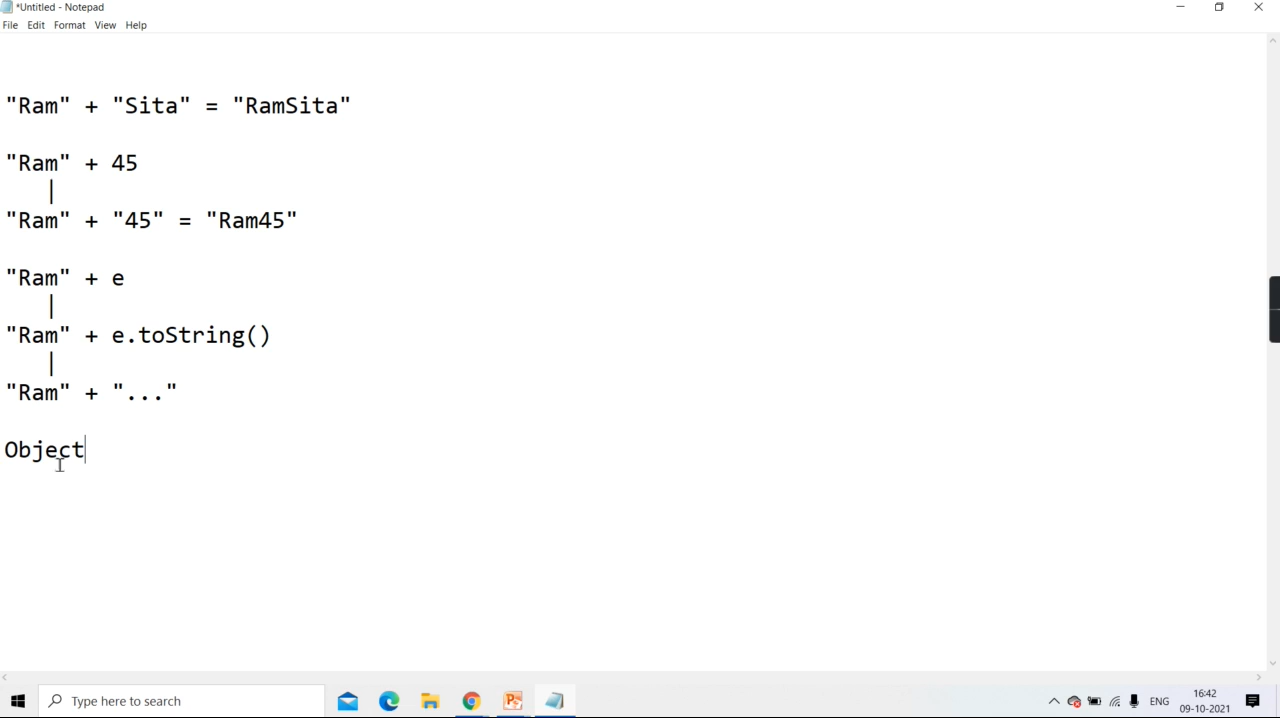 *Untitled - Notepad
File Edit Format View Help
"Ram" + "Sita" = "RamSita"
"Ram" + 45
|
"Ram" + "45" = "Ram45"
"Ram" + e
|
"Ram" + e.toString()
|
"Ram" + "..."
Object
Type here to search
ENG
16:42
09-10-2021